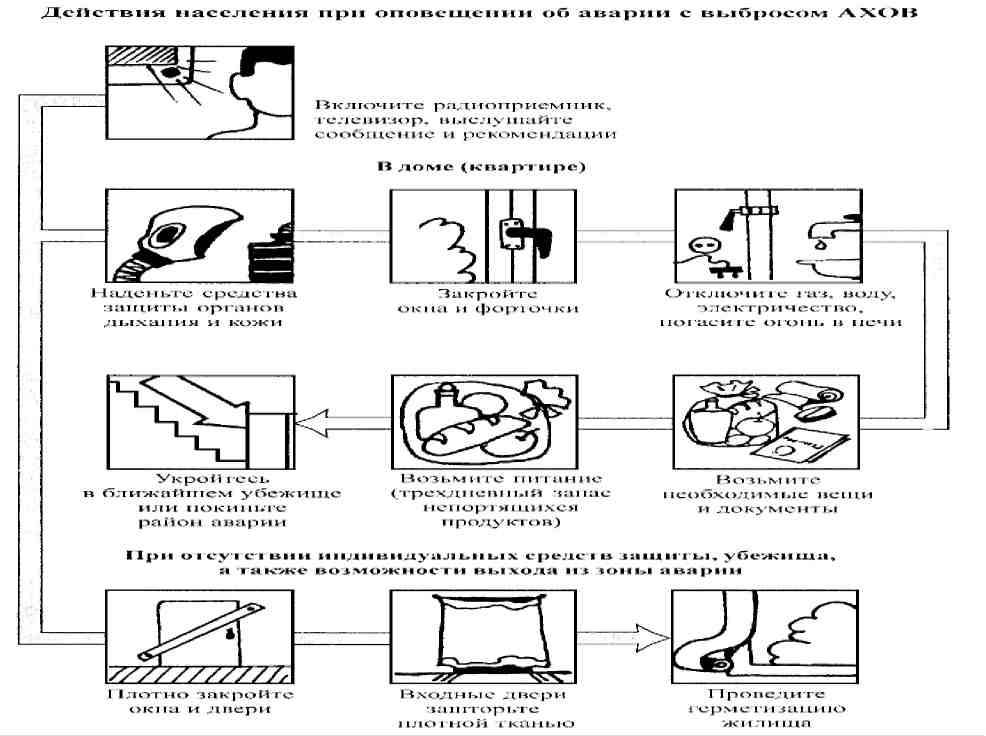 Действия населения при оповещении об аварии с выбросом АХОВ
Включите радиоприемник,
телевизор, выслушайте
сообщение и рекомендации
В доме (квартире)
Наденьте средства
защиты органов
дыхания и кожи
Закройте
окна и форточки
Отключите газ, воду,
электричество,
погасите огонь в печи
Укройтесь
в ближайшем убежище
или покиньте
район аварии
Возьмите питание
(трехдневный запас
непортящихся
продуктов)
Возьмите
необходимые вещи
и документы
При отсутствии индивидуальных средств защиты, убежища,
а также возможности выхода из зоны аварии
Плотно закройте
окна и двери
Входные двери
зашторьте
плотной тканью
Проведите
герметизацию
жилища